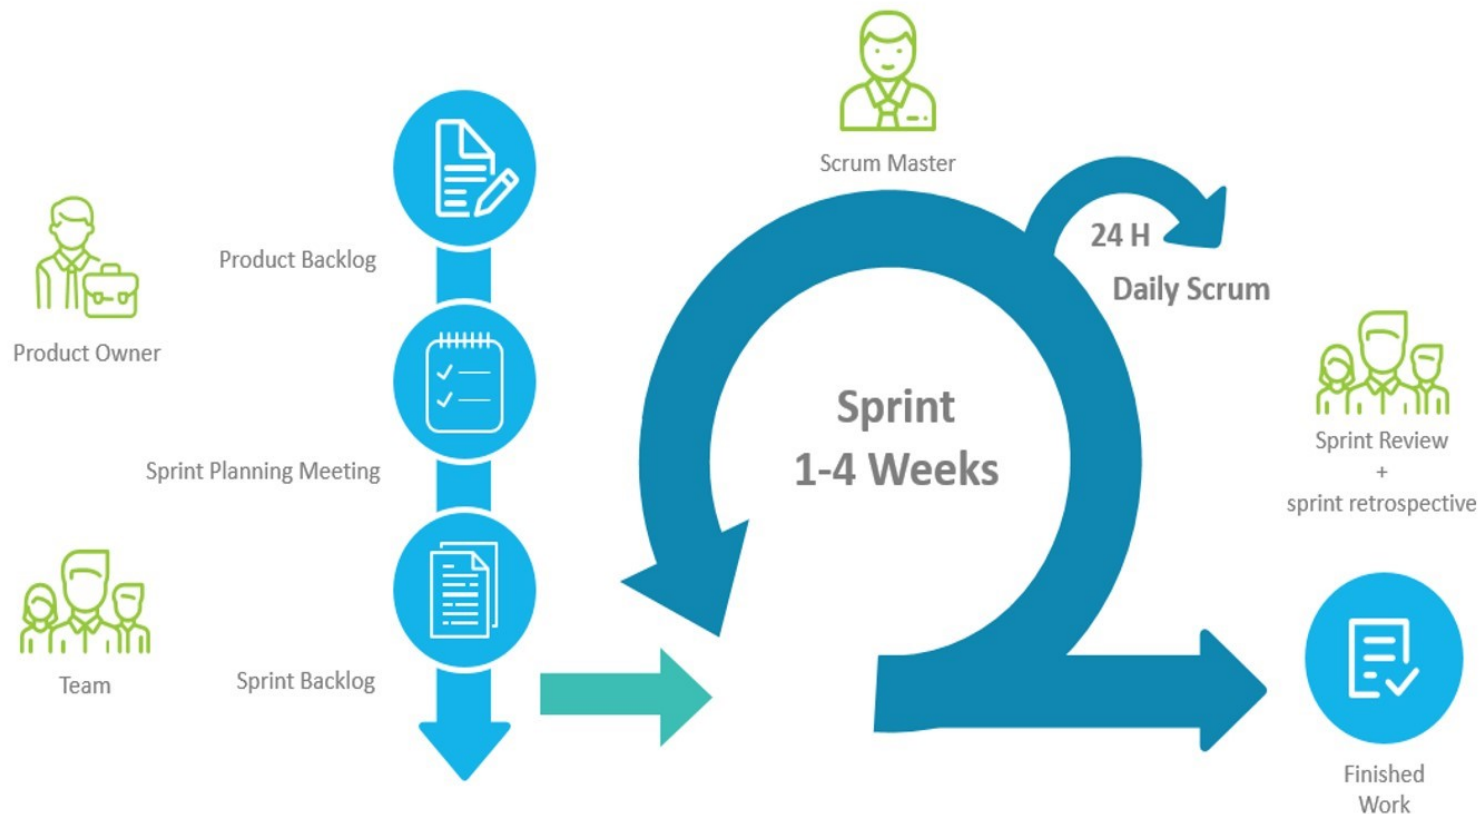 Scrum Master
24 H
Daily Scrum
Product Backlog
Product Owner
Sprint
1-4 Weeks
Sprint Review
+
sprint retrospective
Sprint Planning Meeting
Team
Sprint Backlog
Finished
Work